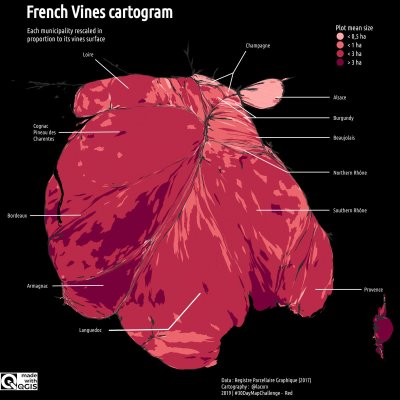 French Vines cartogram
Each municipality rescaled in
proportion to its vines surface
Plot mean size
< 0,5 ha
< 1 ha
< 3 ha
> 3 ha
Loire
Champagne
Alsace
Burgundy
Beaujolais
Cognac
Pineau des
Charentes
Northern Rhône
Southern Rhône
Bordeaux
Armagnac
Provence
Languedoc
made
with
QGIS
Data : Registre Parcellaire Graphique (2017)
Cartography : @lacorv
2019 | #30DayMapChallenge - Red